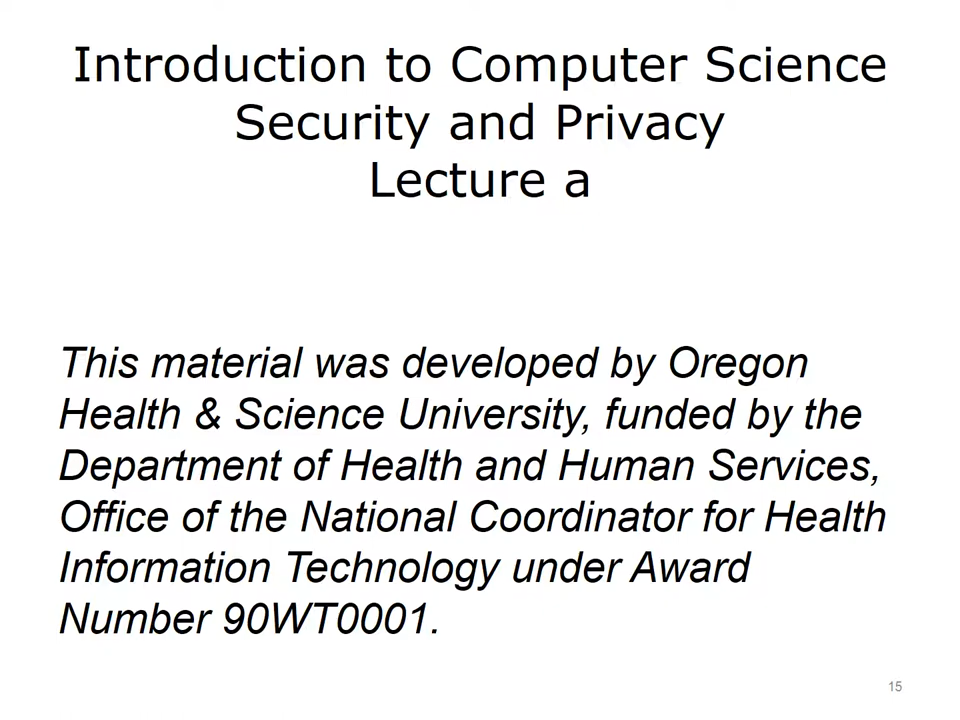 Introduction to Computer Science
Security and Privacy
Lecture a
This material was developed by Oregon
Health & Science University, funded by the
Department of Health and Human Services,
Office of the National Coordinator for Health
Information Technology under Award
Number 90WT0001.
15